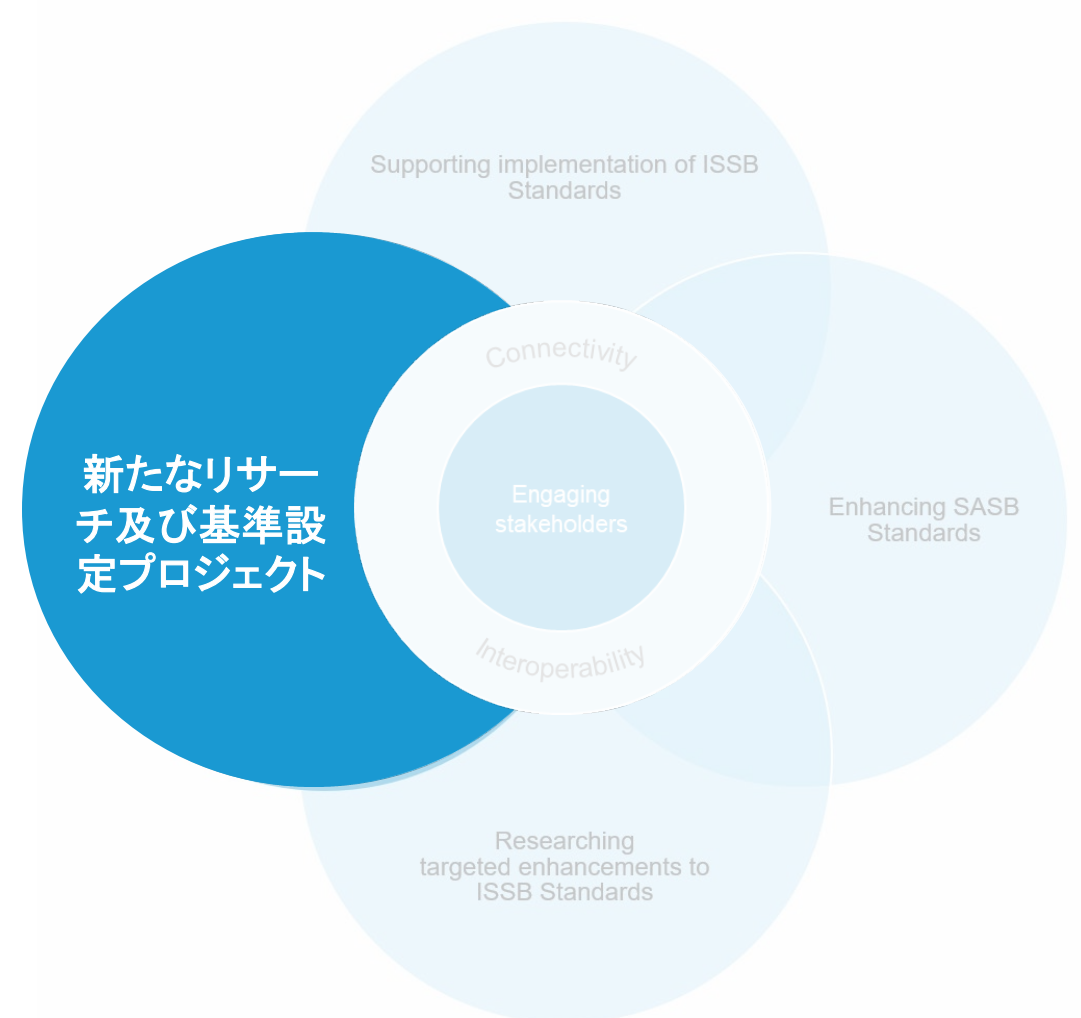 Supporting implementation of ISSB
Standards
Connectivity
新たなリサー
チ及び基準設
定プロジェクト
Engaging
stakeholders
Enhancing SASB
Standards
Interoperability
Researching
targeted enhancements to
ISSB Standards